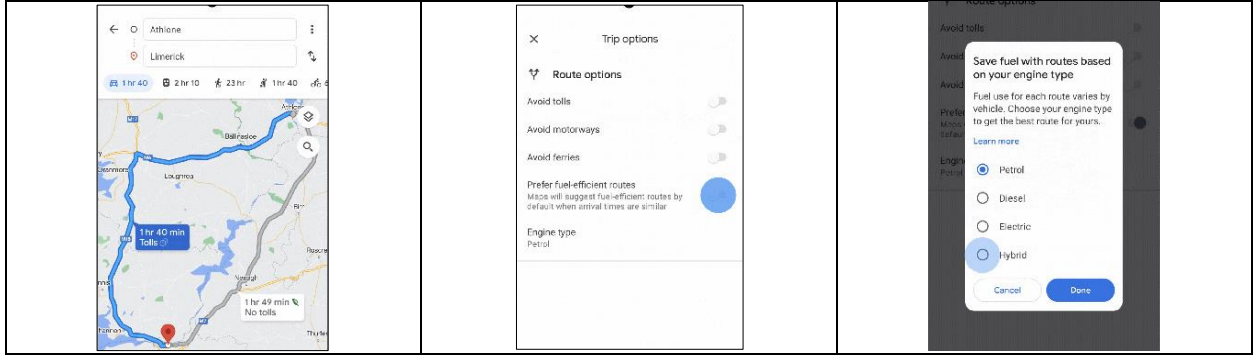 Athlone
Limerick
1 hr 40
2 hr 10
23 hr
1 hr 40
Ballinasloe
Loughrea
1 hr 40 min
Tolls
Nenagh
1 hr 49 min
No tolls
Trip options
Route options
Avoid tolls
Avoid motorways
Avoid ferries
Prefer fuel-efficient routes
Maps will suggest fuel-efficient routes by
default when arrival times are similar
Engine type
Petrol
Route options
Avoid tolls
Save fuel with routes based
on your engine type
Fuel use for each route varies by
vehicle. Choose your engine type
to get the best route for yours.
Learn more
Petrol
Diesel
Electric
Hybrid
Cancel
Done